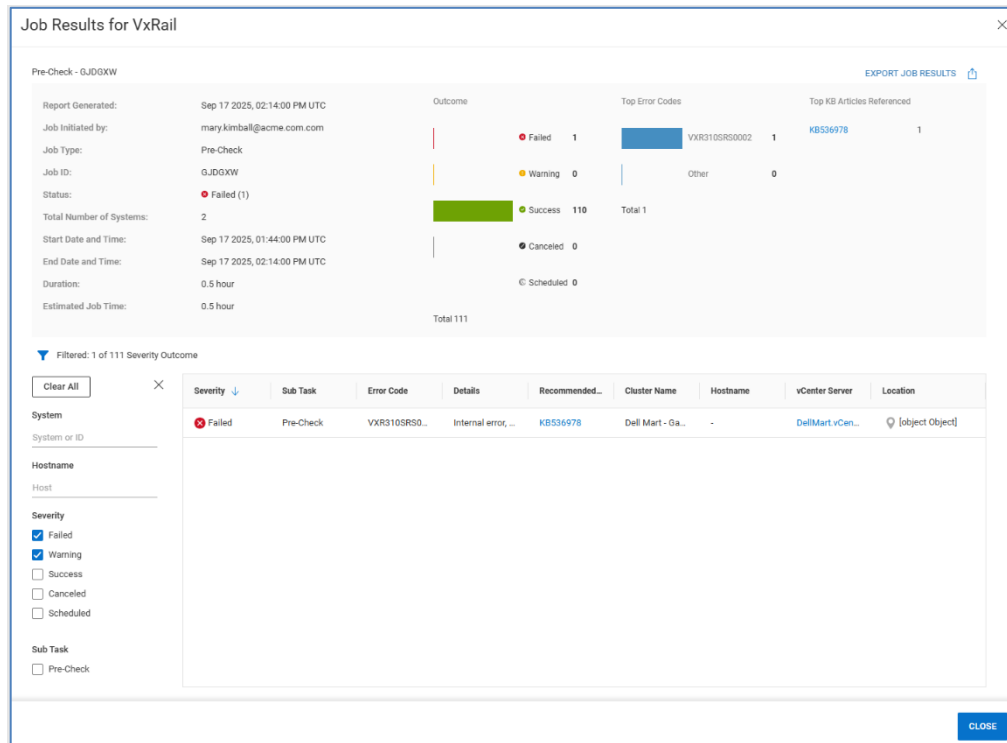 Job Results for VxRail
Pre-Check - GJDGXW
EXPORT JOB RESULTS
Report Generated: Sep 17 2025, 02:14:00 PM UTC
Job Initiated by: mary.kimball@acme.com.com
Job Type: Pre-Check
Job ID: GJDGXW
Status: Failed (1)
Total Number of Systems: 2
Start Date and Time: Sep 17 2025, 01:44:00 PM UTC
End Date and Time: Sep 17 2025, 02:14:00 PM UTC
Duration: 0.5 hour
Estimated Job Time: 0.5 hour
Outcome
Failed 1
Warning 0
Success 110
Canceled 0
Scheduled 0
Total 111
Top Error Codes
VXR310SRS0002 1
Other 0
Total 1
Top KB Articles Referenced
KB536978 1
Filtered: 1 of 111 Severity Outcome
Clear All
System
System or ID
Hostname
Host
Severity
Failed
Warning
Success
Canceled
Scheduled
Sub Task
Pre-Check
Severity Sub Task Error Code Details Recommended... Cluster Name Hostname vCenter Server Location
Failed Pre-Check VXR310SRS0... Internal error, ... KB536978 Dell Mart - Ga... - DellMart.vCen... [object Object]
CLOSE